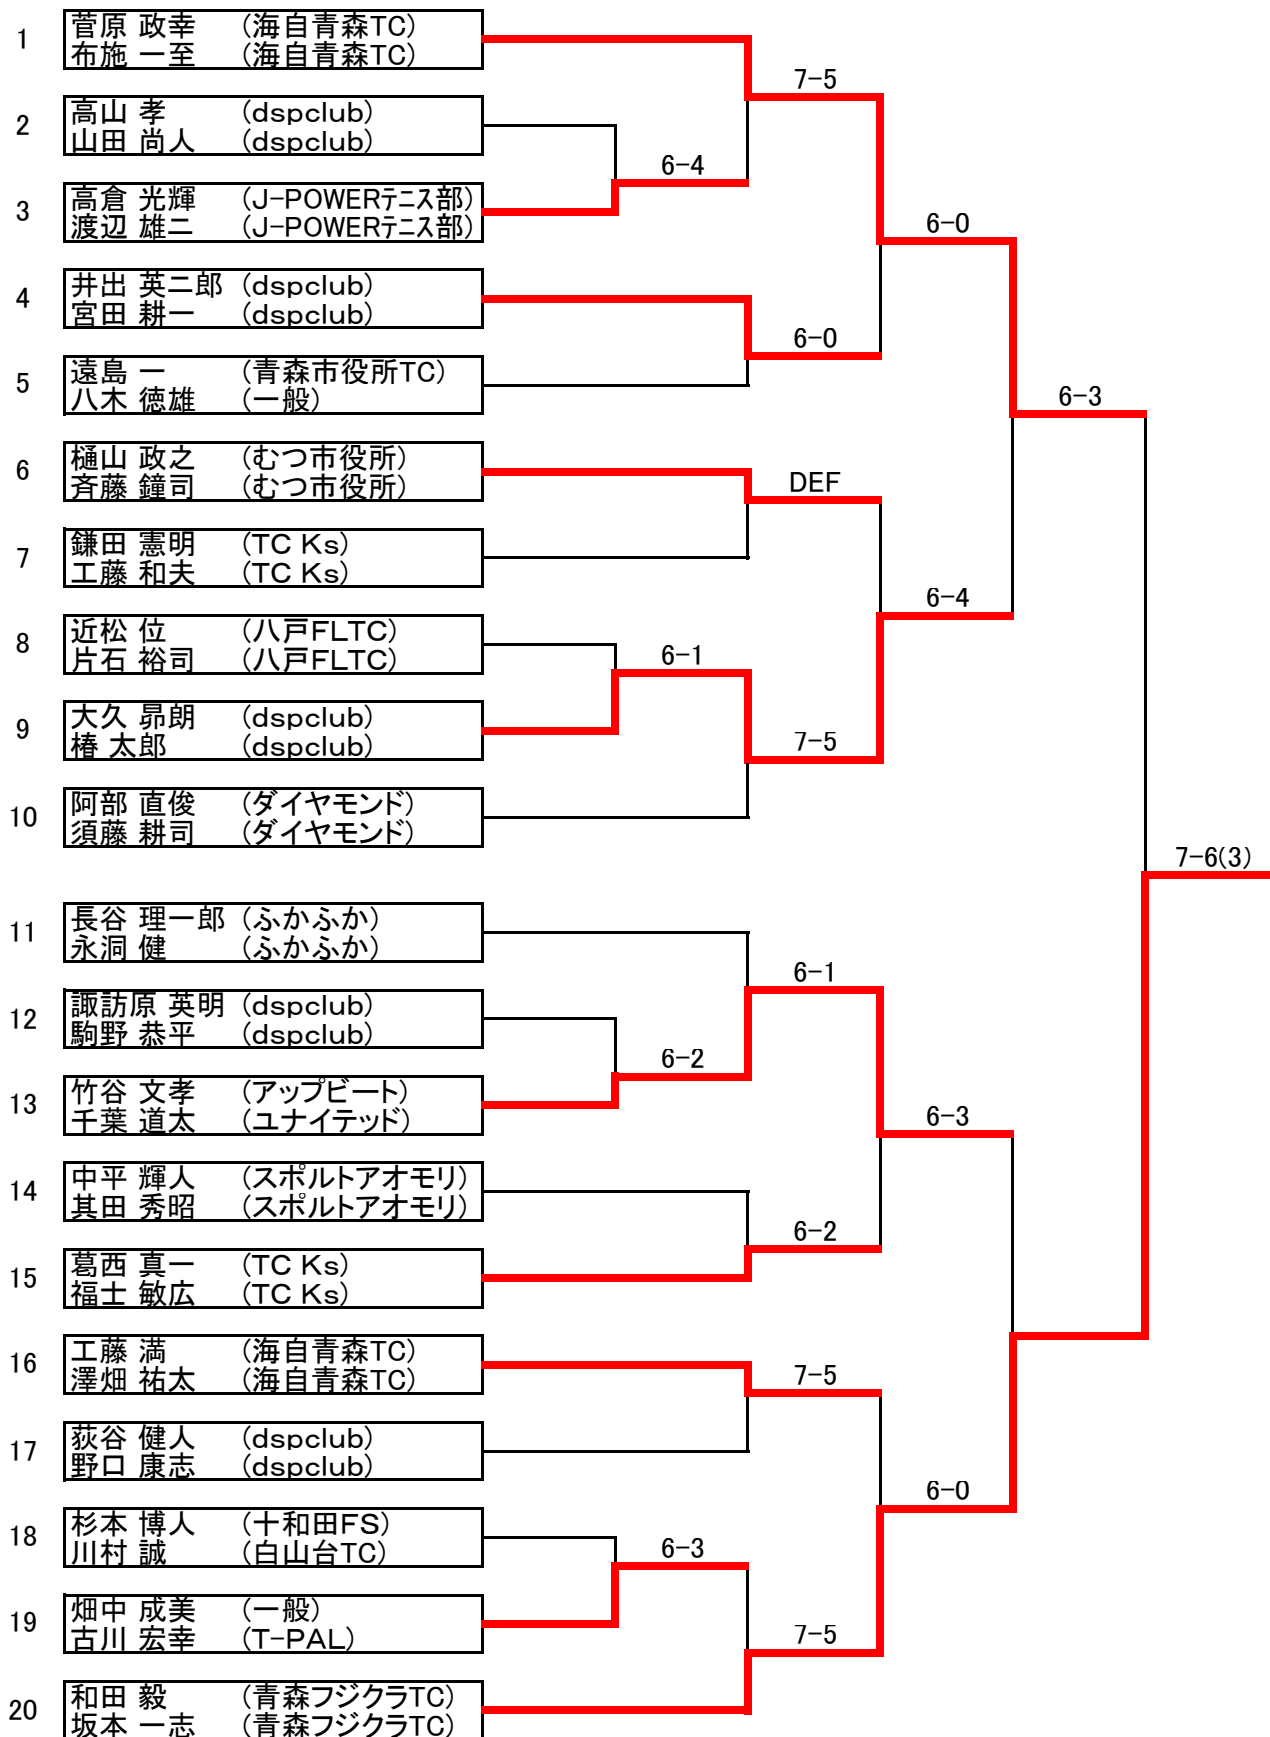 1 菅原 政幸 (海自青森TC)
布施 一至 (海自青森TC)
7-5
2 高山 孝 (dspclub)
山田 尚人 (dspclub)
6-4
3 高倉 光輝 (J-POWERテニス部)
渡辺 雄二 (J-POWERテニス部)
6-0
4 井出 英二郎 (dspclub)
宮田 耕一 (dspclub)
6-0
5 遠島 一 (青森市役所TC)
八木 徳雄 (一般)
6-3
6 樋山 政之 (むつ市役所)
斉藤 鐘司 (むつ市役所)
DEF
7 鎌田 憲明 (TC Ks)
工藤 和夫 (TC Ks)
6-4
8 近松 位 (八戸FLTC)
片石 裕司 (八戸FLTC)
6-1
9 大久 昴朗 (dspclub)
椿 太郎 (dspclub)
7-5
10 阿部 直俊 (ダイヤモンド)
須藤 耕司 (ダイヤモンド)
7-6(3)
11 長谷 理一郎 (ふかふか)
永洞 健 (ふかふか)
6-1
12 諏訪原 英明 (dspclub)
駒野 恭平 (dspclub)
6-2
13 竹谷 文孝 (アップビート)
千葉 道太 (ユナイテッド)
6-3
14 中平 輝人 (スポルトアオモリ)
其田 秀昭 (スポルトアオモリ)
6-2
15 葛西 真一 (TC Ks)
福士 敏広 (TC Ks)
16 工藤 満 (海自青森TC)
澤畑 祐太 (海自青森TC)
7-5
17 荻谷 健人 (dspclub)
野口 康志 (dspclub)
6-0
18 杉本 博人 (十和田FS)
川村 誠 (白山台TC)
6-3
19 畑中 成美 (一般)
古川 宏幸 (T-PAL)
7-5
20 和田 毅 (青森フジクラTC)
坂本 一志 (青森フジクラTC)